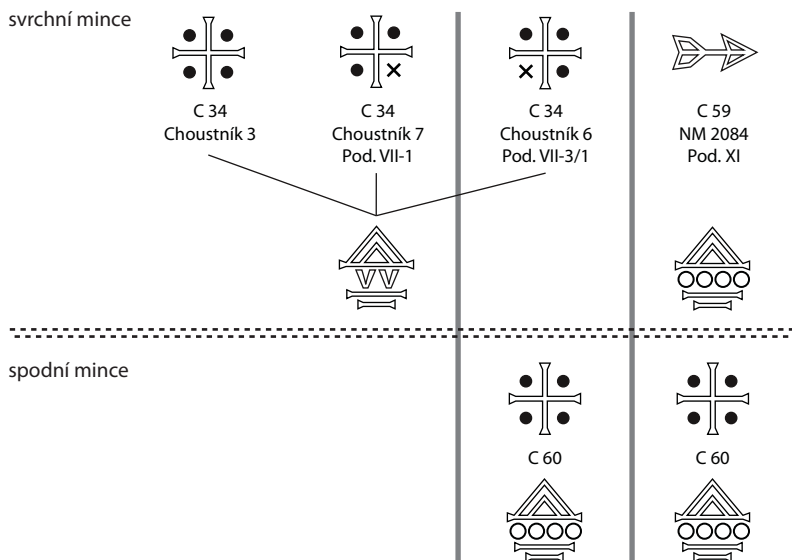 svrchní mince
C 34
Choustník 3
C 34
Choustník 7
Pod. VII-1
C 34
Choustník 6
Pod. VII-3/1
C 59
NM 2084
Pod. XI
spodní mince
C 60
C 60